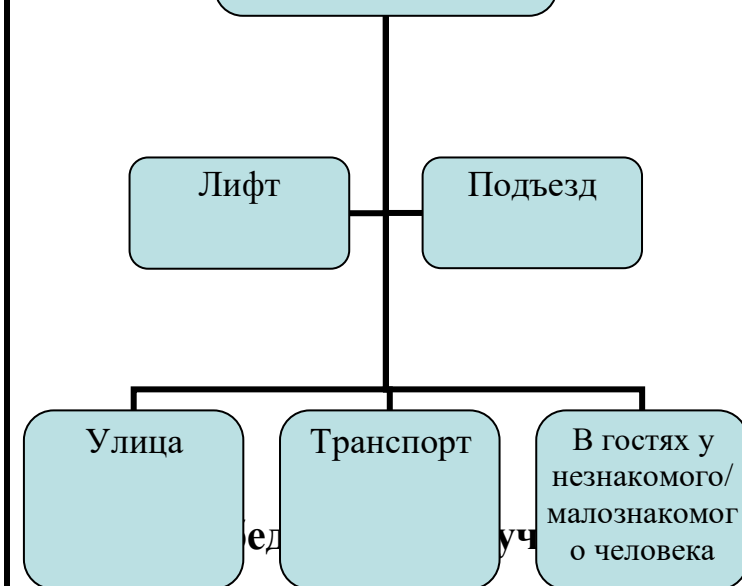 Лифт
Подъезд
Улица
Транспорт
В гостях у
незнакомого/
малознакомог
о человека